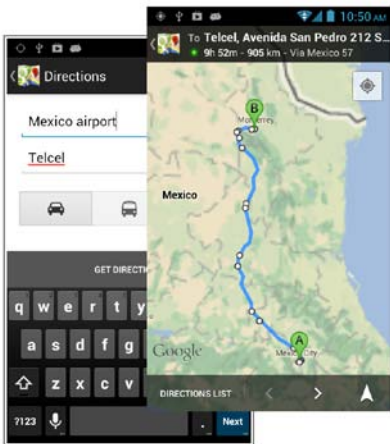 Directions
Mexico airport
Telcel
GET DIRECTI
q w e r t y
a s d f g
z x c v
?123 . Next
10:50 AM
To Telcel, Avenida San Pedro 212 S...
9h 52m - 905 km - Via Mexico 57
B
Monterrey
Mexico
A
Mexico City
Google
DIRECTIONS LIST